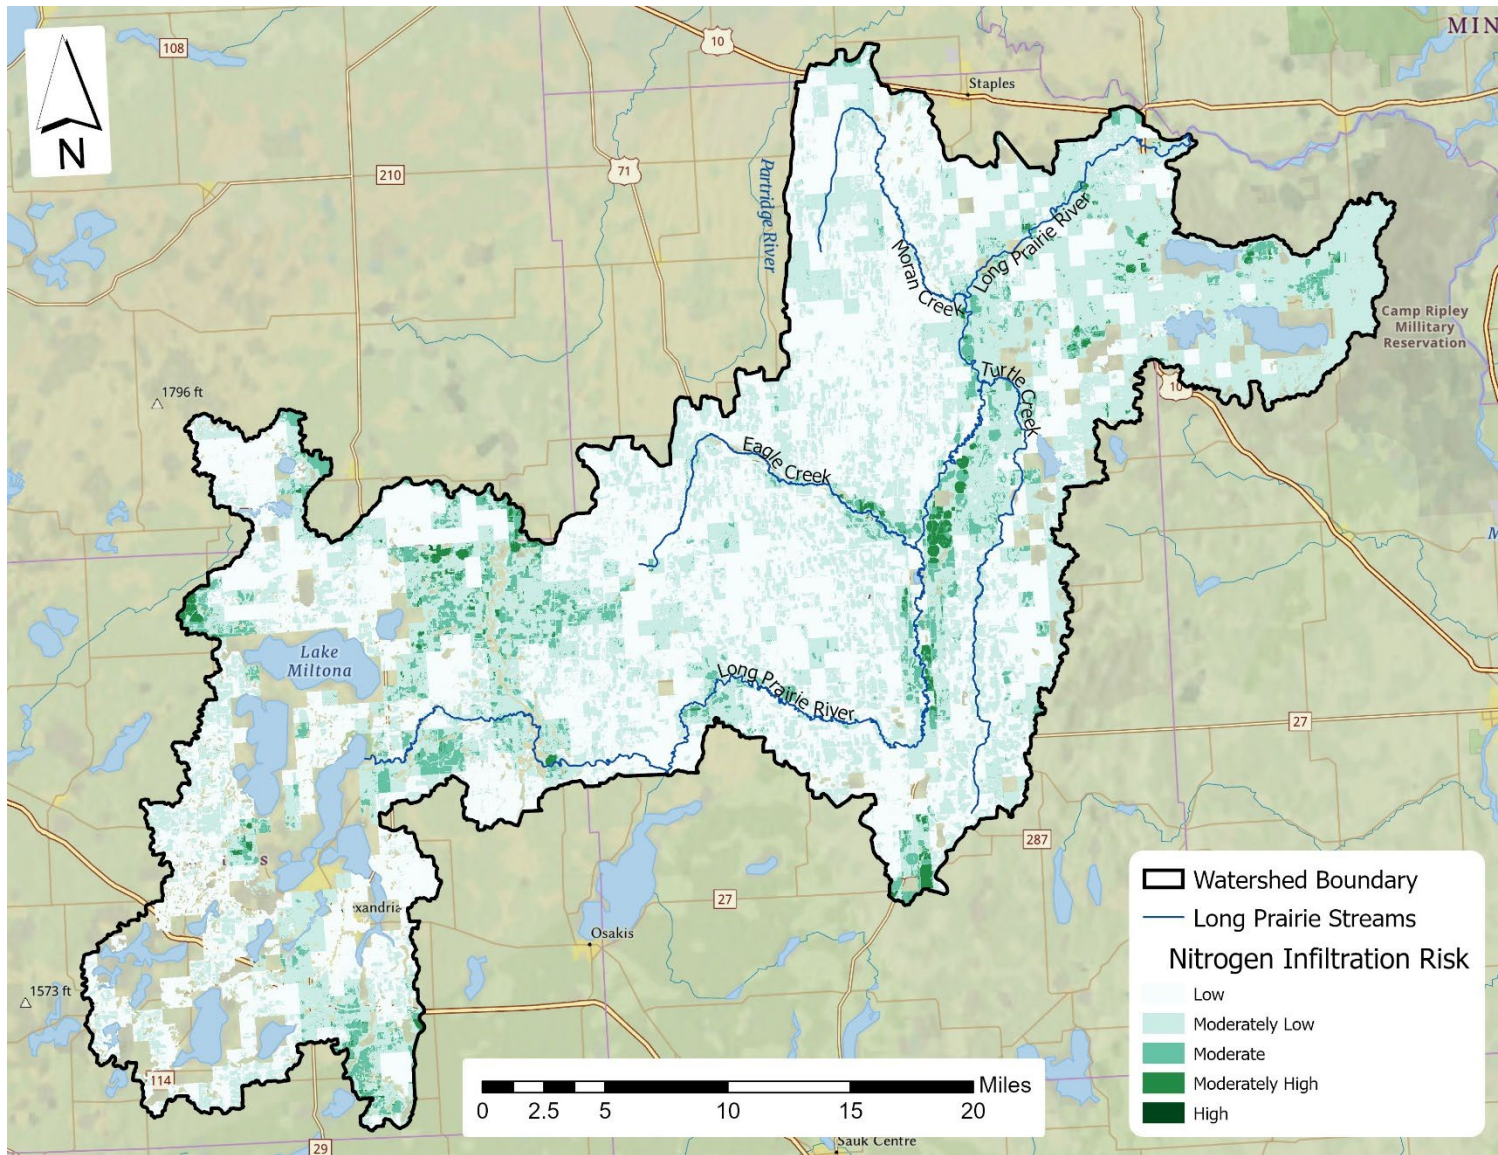 MIN
108
10
Staples
N
210
71
Partridge River
Long Prairie River
Moran Creek
Camp Ripley
Millitary
Reservation
Turtle Creek
10
1796 ft
Eagle Creek
Lake
Miltona
Long Prairie River
27
287
s
27
exandria
Osakis
1573 ft
114
29
Sauk Centre
Watershed Boundary
Long Prairie Streams
Nitrogen Infiltration Risk
Low
Moderately Low
Moderate
Moderately High
High
Miles
0 2.5 5 10 15 20